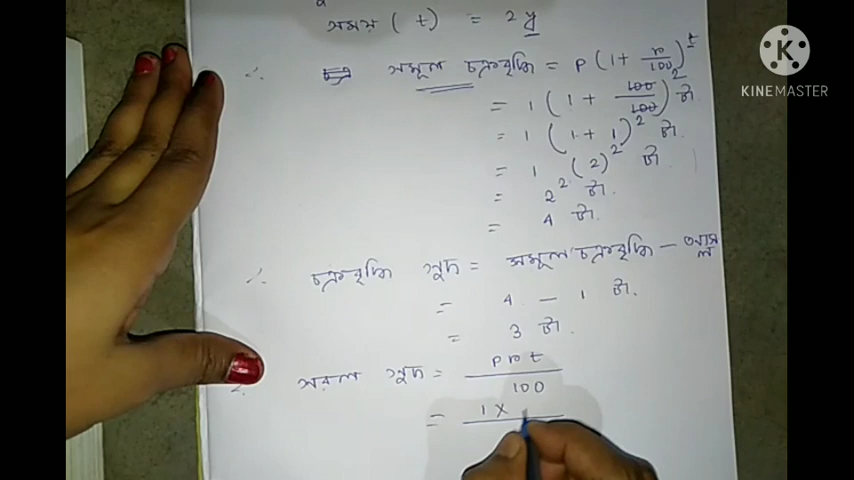 সময় ( t ) = 2 y
∴ সমূল চক্রবৃদ্ধি = P ( 1 + r/100 )^t
= 1 ( 1 + 100/100 )^2 টা
= 1 ( 1 + 1 )^2 টা.
= 1 ( 2 )^2 টা
= 2^2 টা.
= 4 টা.
∴ চক্রবৃদ্ধি সুদ = সমূল চক্রবৃদ্ধি - আসল
= 4 - 1 টা.
= 3 টা.
∴ সরল সুদ = prt / 100
= 1 ×
KINEMASTER